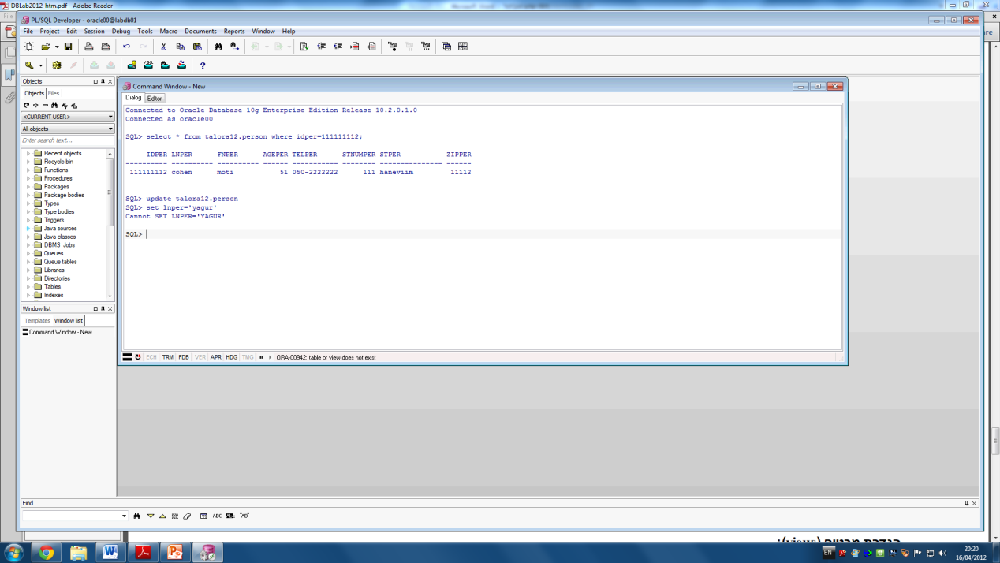 DBLab2012-htm.pdf - Adobe Reader
PL/SQL Developer - oracle00@labdb01
File Project Edit Session Debug Tools Macro Documents Reports Window Help
Objects
Objects Files
<CURRENT USER>
All objects
Enter search text...
Recent objects
Recycle bin
Functions
Procedures
Packages
Package bodies
Types
Type bodies
Triggers
Java sources
Java classes
DBMS_Jobs
Queues
Queue tables
Libraries
Directories
Tables
Indexes
Window list
Templates Window list
Command Window - New
Command Window - New
Dialog Editor
Connected to Oracle Database 10g Enterprise Edition Release 10.2.0.1.0
Connected as oracle00
SQL> select * from talora12.person where idper=111111112;
IDPER LNPER FNPER AGEPER TELPER STNUMPER STPER ZIPPER
---------- ---------- ---------- ------ ----------- -------- --------------- ------
111111112 cohen moti 51 050-2222222 111 haneviim 11112
SQL> update talora12.person
SQL> set lnper='yagur'
Cannot SET LNPER='YAGUR'
SQL>
ECH TRM FDB VER APR HDG TMG ORA-00942: table or view does not exist
Find
ABC "AB"
EN
20:20
16/04/2012